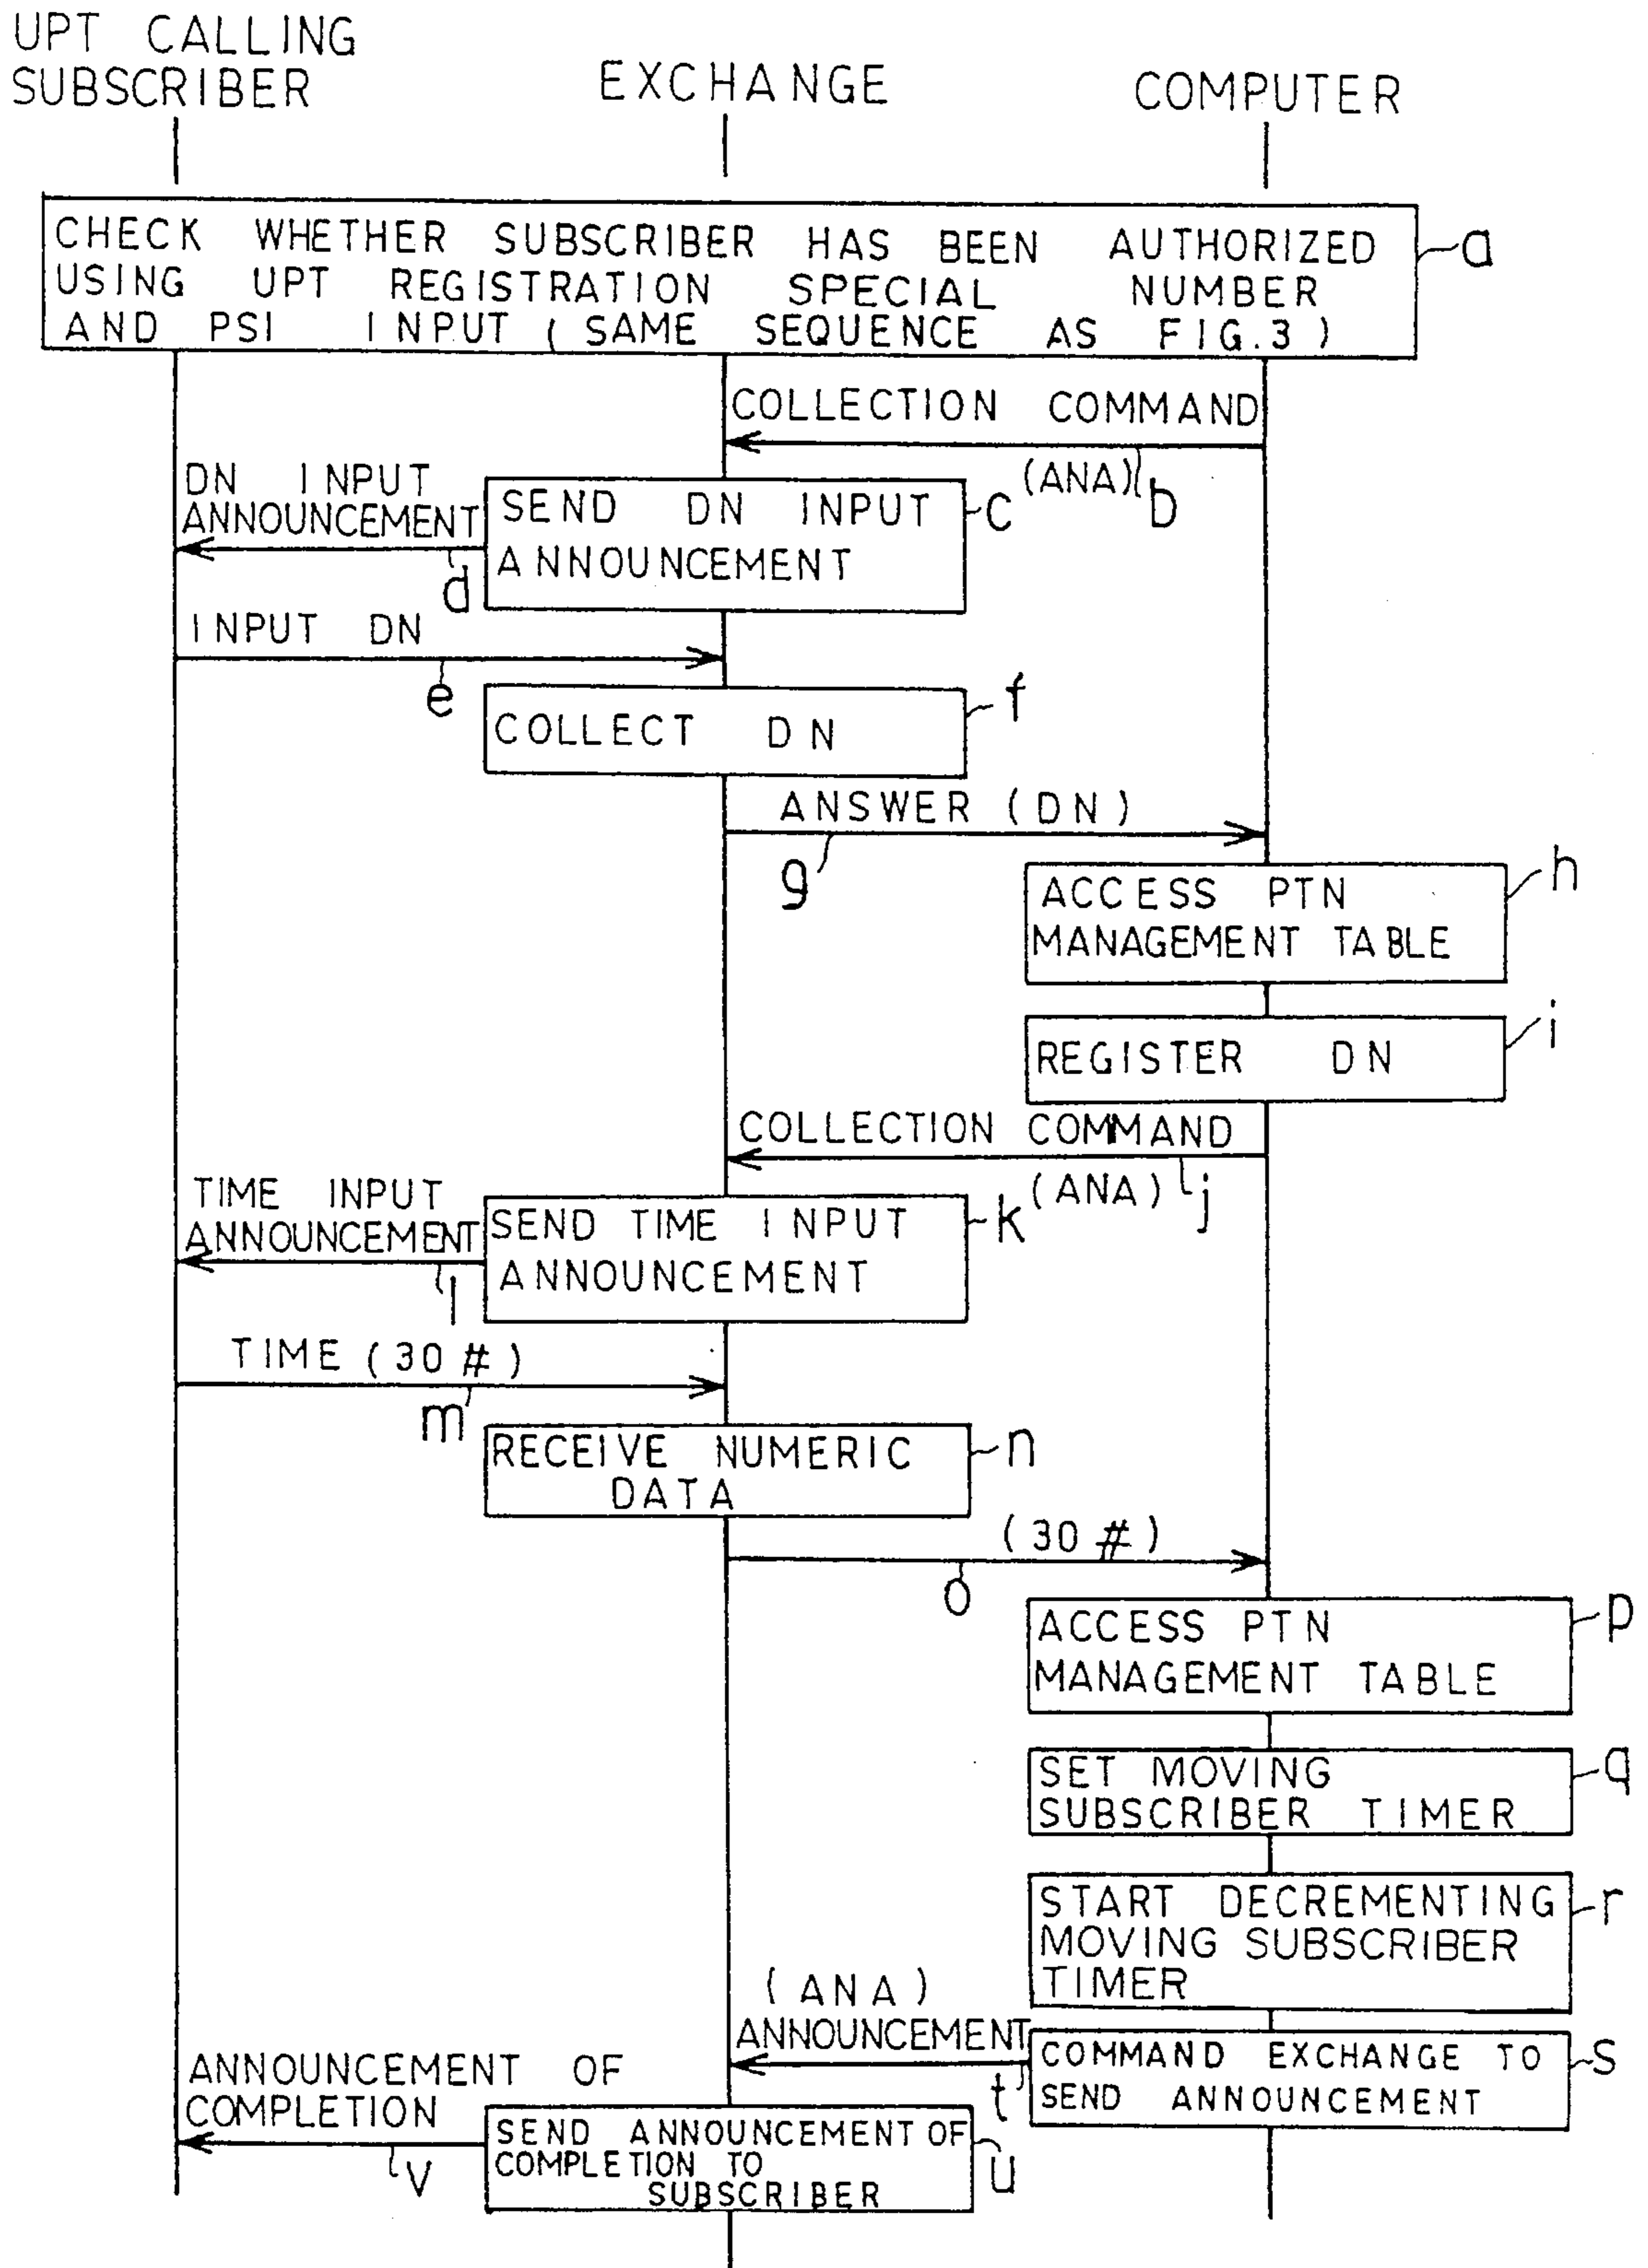 UPT CALLING
SUBSCRIBER
EXCHANGE
COMPUTER
CHECK WHETHER SUBSCRIBER HAS BEEN AUTHORIZED
USING UPT REGISTRATION SPECIAL NUMBER
AND PSI INPUT (SAME SEQUENCE AS FIG.3)
a
COLLECTION COMMAND
(ANA)
b
DN INPUT
ANNOUNCEMENT
d
SEND DN INPUT
ANNOUNCEMENT
c
INPUT DN
e
COLLECT DN
f
ANSWER (DN)
g
ACCESS PTN
MANAGEMENT TABLE
h
REGISTER DN
i
COLLECTION COMMAND
(ANA)
j
TIME INPUT
ANNOUNCEMENT
l
SEND TIME INPUT
ANNOUNCEMENT
k
TIME (30#)
m
RECEIVE NUMERIC
DATA
n
(30#)
o
ACCESS PTN
MANAGEMENT TABLE
p
SET MOVING
SUBSCRIBER TIMER
q
START DECREMENTING
MOVING SUBSCRIBER
TIMER
r
(ANA)
ANNOUNCEMENT
t
COMMAND EXCHANGE TO
SEND ANNOUNCEMENT
s
ANNOUNCEMENT OF
COMPLETION
v
SEND ANNOUNCEMENT OF
COMPLETION TO
SUBSCRIBER
u